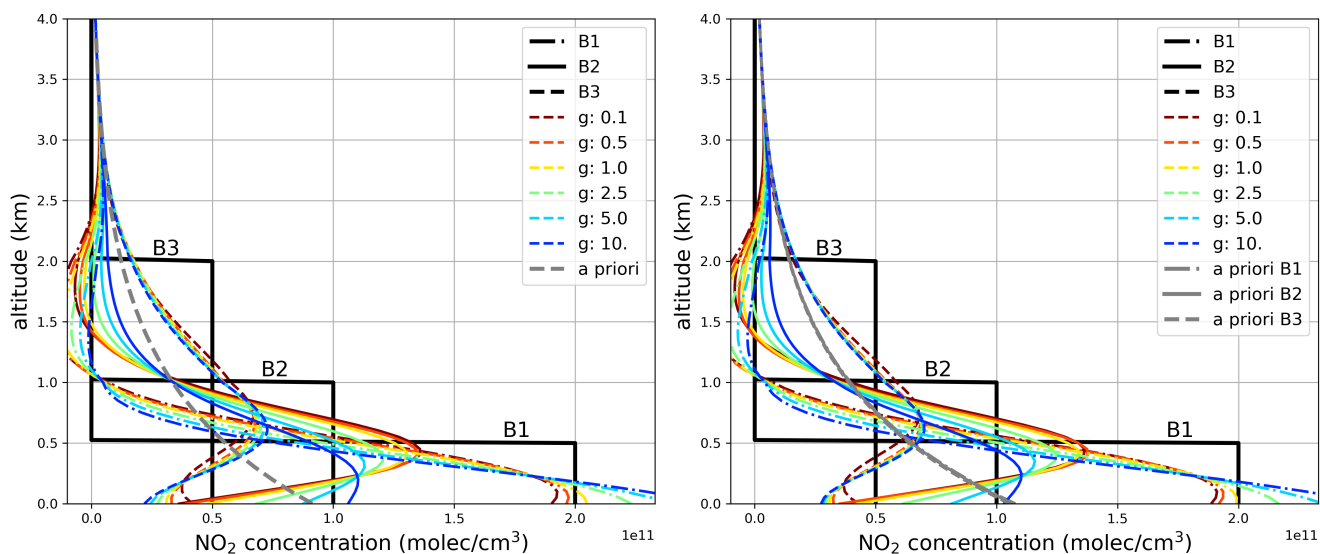 4.0
3.5
3.0
2.5
2.0
1.5
1.0
0.5
0.0
altitude (km)
0.0
0.5
1.0
1.5
2.0
1e11
NO2 concentration (molec/cm3)
B3
B2
B1
B1
B2
B3
g: 0.1
g: 0.5
g: 1.0
g: 2.5
g: 5.0
g: 10.
a priori
4.0
3.5
3.0
2.5
2.0
1.5
1.0
0.5
0.0
altitude (km)
0.0
0.5
1.0
1.5
2.0
1e11
NO2 concentration (molec/cm3)
B3
B2
B1
B1
B2
B3
g: 0.1
g: 0.5
g: 1.0
g: 2.5
g: 5.0
g: 10.
a priori B1
a priori B2
a priori B3